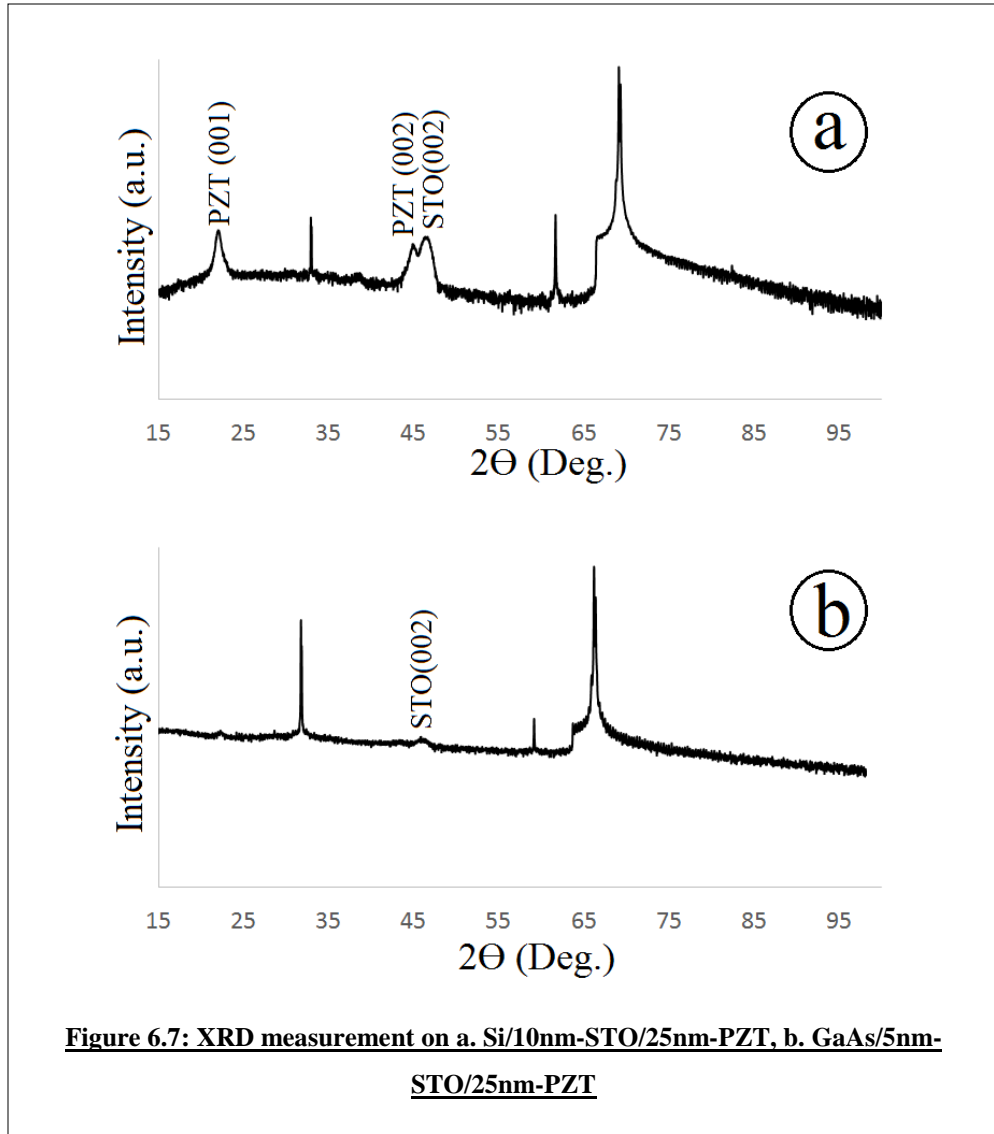 PZT (001)
PZT (002)
STO(002)
a
Intensity (a.u.)
15 25 35 45 55 65 75 85 95
2Ɵ (Deg.)
STO(002)
b
Intensity (a.u.)
15 25 35 45 55 65 75 85 95
2Ɵ (Deg.)
Figure 6.7: XRD measurement on a. Si/10nm-STO/25nm-PZT, b. GaAs/5nm-
STO/25nm-PZT